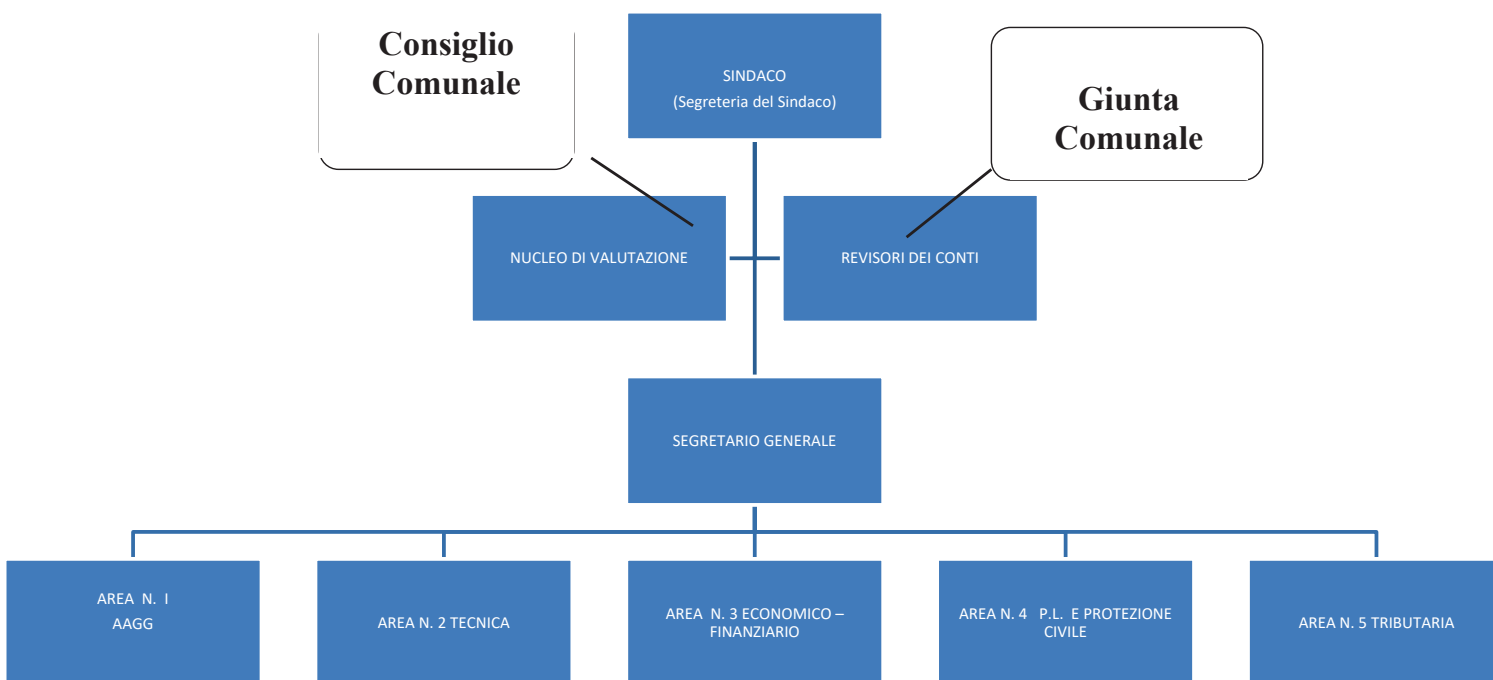 Consiglio
Comunale
SINDACO
(Segreteria del Sindaco)
Giunta
Comunale
NUCLEO DI VALUTAZIONE
REVISORI DEI CONTI
SEGRETARIO GENERALE
AREA N. I
AAGG
AREA N. 2 TECNICA
AREA N. 3 ECONOMICO –
FINANZIARIO
AREA N. 4 P.L. E PROTEZIONE
CIVILE
AREA N. 5 TRIBUTARIA